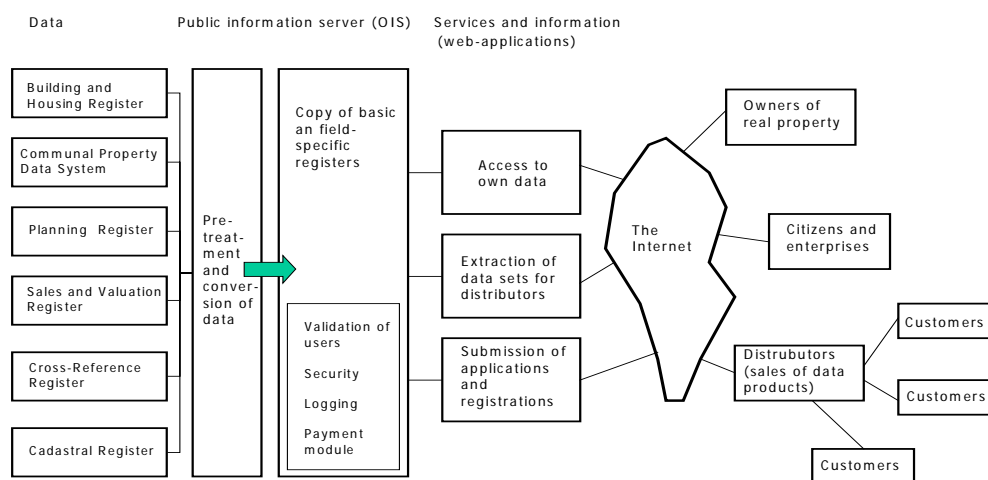 Data
Public information server (OIS)
Services and information
(web-applications)
Building and
Housing Register
Communal Property
Data System
Planning Register
Sales and Valuation
Register
Cross-Reference
Register
Cadastral Register
Pre-
treat-
ment
and
conver-
sion of
data
Copy of basic
an field-
specific
registers
Validation of
users
Security
Logging
Payment
module
Access to
own data
Extraction of
data sets for
distributors
Submission of
applications
and
registrations
The
Internet
Owners of
real property
Citizens and
enterprises
Distrubutors
(sales of data
products)
Customers
Customers
Customers